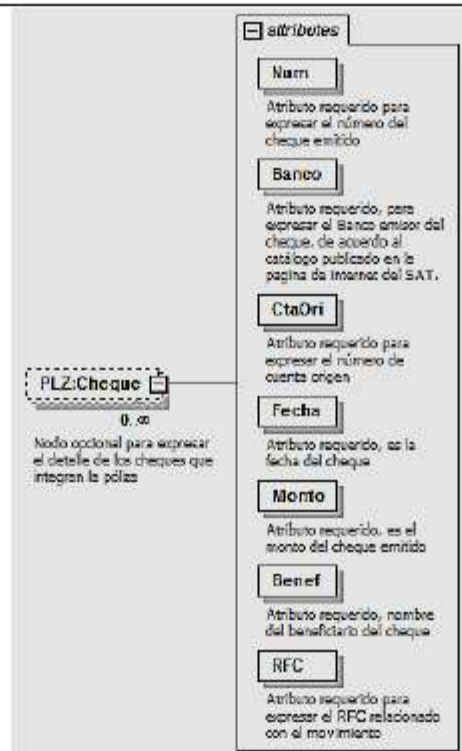 attributes
Num
Atributo requerido para
expresar el número del
cheque emitido
Banco
Atributo requerido, para
expresar el Banco emisor del
cheque, de acuerdo al
catálogo publicado en la
pagina de internet del SAT.
CtaOri
Atributo requerido para
expresar el número de
cuenta origen
PLZ:Cheque
0..∞
Nodo opcional para expresar
el detalle de los cheques que
integran la póliza
Fecha
Atributo requerido, es la
fecha del cheque
Monto
Atributo requerido, es el
monto del cheque emitido
Benef
Atributo requerido, nombre
del beneficiario del cheque
RFC
Atributo requerido para
expresar el RFC relacionado
con el movimiento